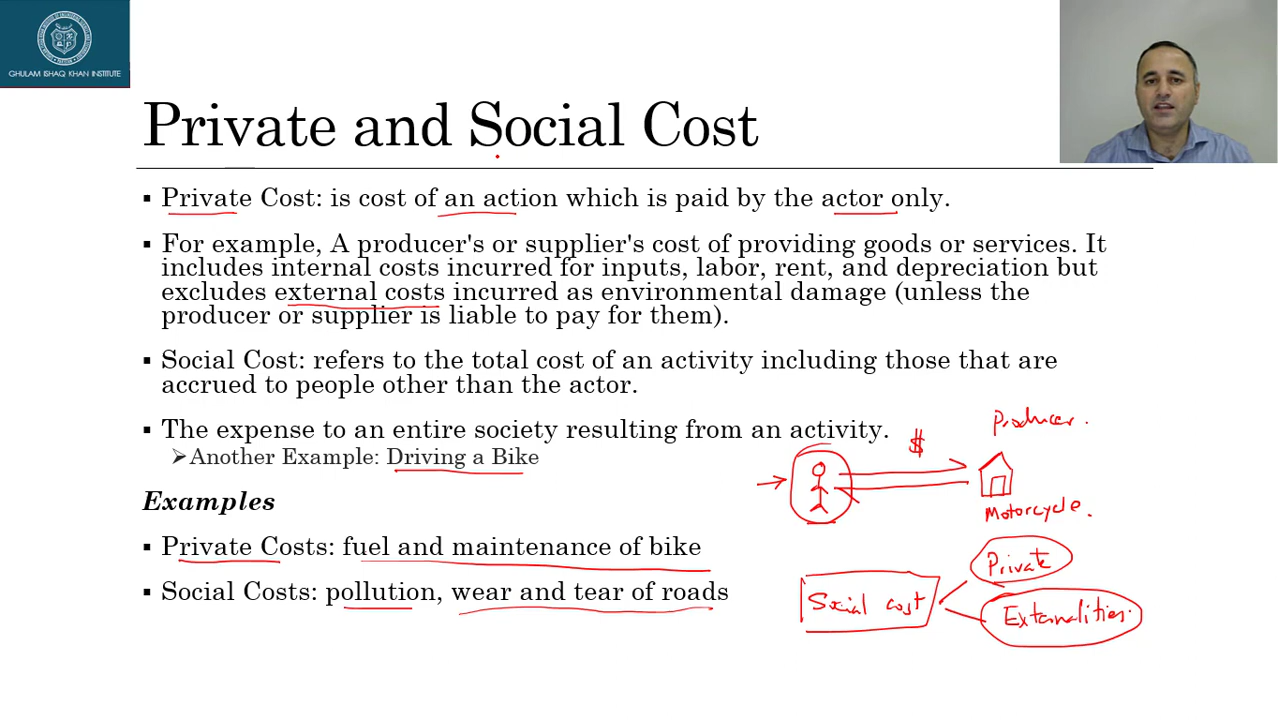 GHULAM ISHAQ KHAN INSTITUTE
Private and Social Cost
▪ Private Cost: is cost of an action which is paid by the actor only.
▪ For example, A producer's or supplier's cost of providing goods or services. It
includes internal costs incurred for inputs, labor, rent, and depreciation but
excludes external costs incurred as environmental damage (unless the
producer or supplier is liable to pay for them).
▪ Social Cost: refers to the total cost of an activity including those that are
accrued to people other than the actor.
▪ The expense to an entire society resulting from an activity.
➢Another Example: Driving a Bike
Examples
▪ Private Costs: fuel and maintenance of bike
▪ Social Costs: pollution, wear and tear of roads
Producer.
$
Motorcycle.
Private
Social cost
Externalities.